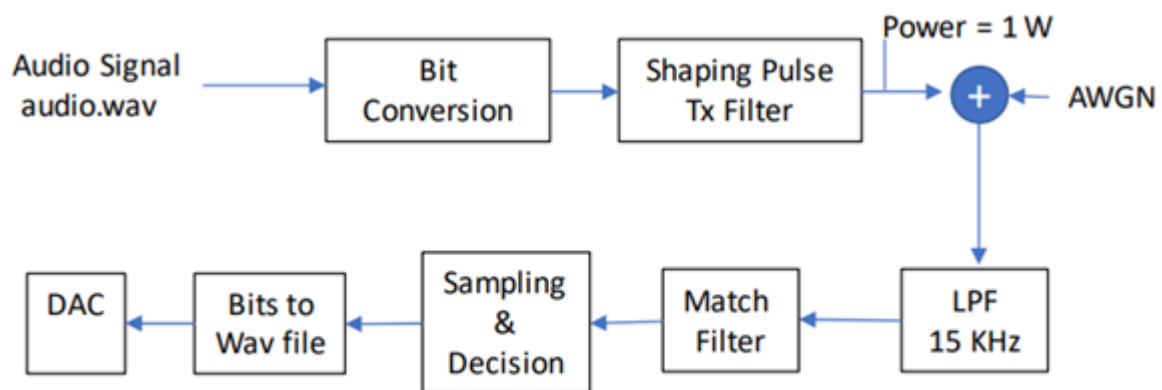 Power = 1 W
Audio Signal
audio.wav
Bit
Conversion
Shaping Pulse
Tx Filter
+
AWGN
DAC
Bits to
Wav file
Sampling
&
Decision
Match
Filter
LPF
15 KHz